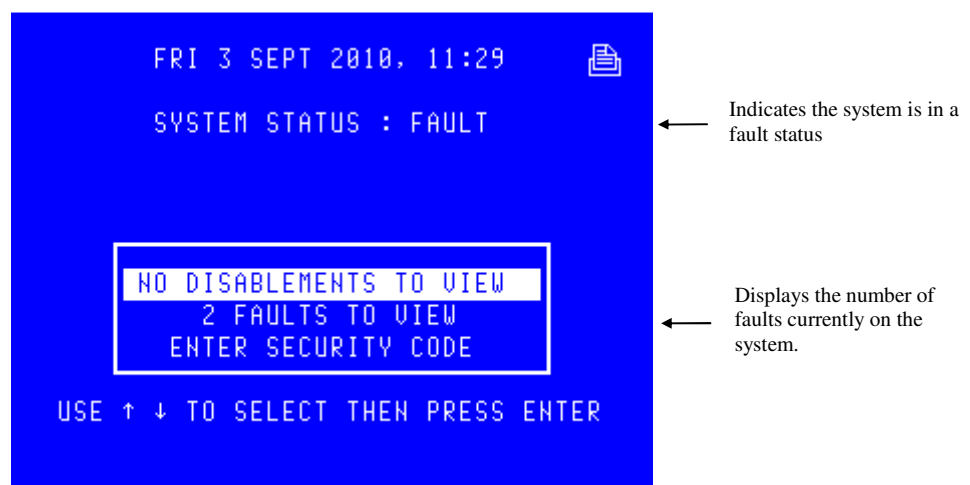 FRI 3 SEPT 2010, 11:29
SYSTEM STATUS : FAULT
Indicates the system is in a
fault status
NO DISABLEMENTS TO VIEW
2 FAULTS TO VIEW
ENTER SECURITY CODE
Displays the number of
faults currently on the
system.
USE ↑ ↓ TO SELECT THEN PRESS ENTER